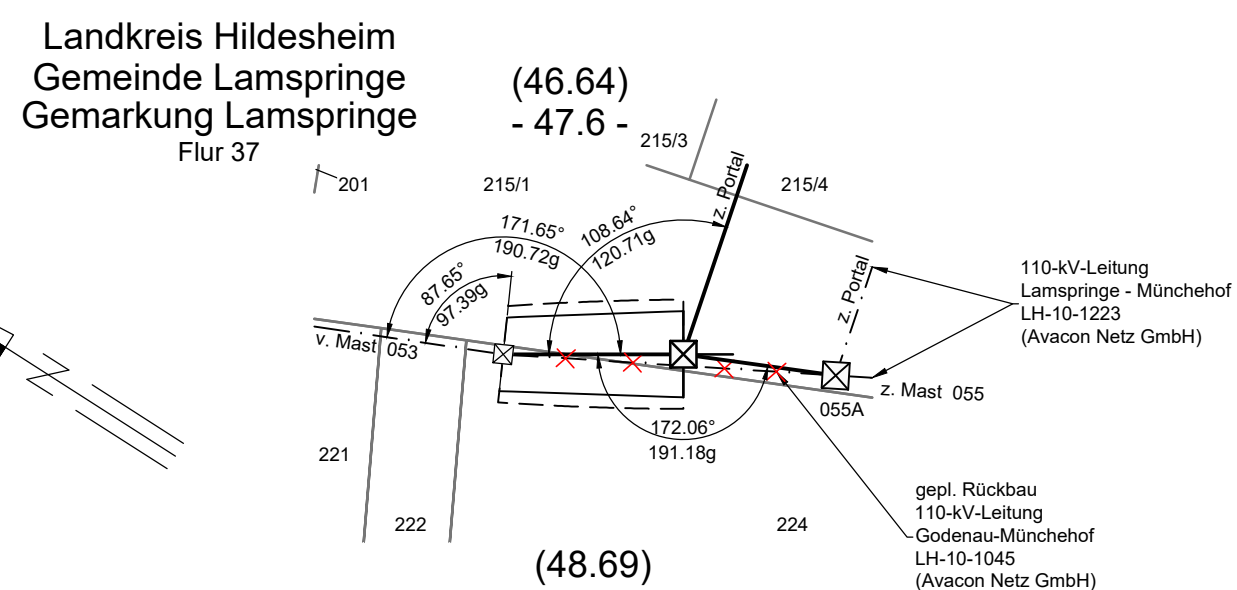 Landkreis Hildesheim
Gemeinde Lamspringe
Gemarkung Lamspringe
Flur 37
(46.64)
- 47.6 -
215/3
201
215/1
215/4
z. Portal
171.65°
190.72g
108.64°
120.71g
87.65°
97.39g
z. Portal
110-kV-Leitung
Lamspringe - Münchehof
LH-10-1223
(Avacon Netz GmbH)
v. Mast 053
z. Mast 055
055A
172.06°
191.18g
221
222
224
gepl. Rückbau
110-kV-Leitung
Godenau-Münchehof
LH-10-1045
(Avacon Netz GmbH)
(48.69)